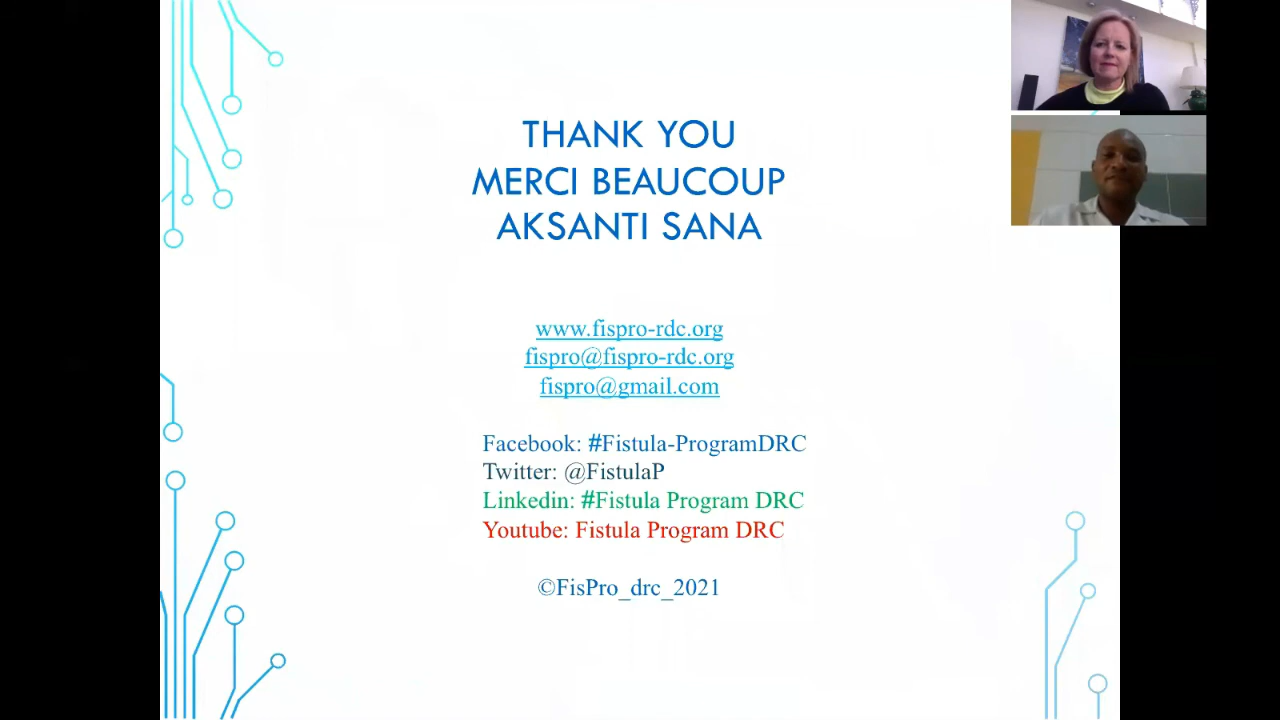 THANK YOU
MERCI BEAUCOUP
AKSANTI SANA
www.fispro-rdc.org
fispro@fispro-rdc.org
fispro@gmail.com
Facebook: #Fistula-ProgramDRC
Twitter: @FistulaP
Linkedin: #Fistula Program DRC
Youtube: Fistula Program DRC
©FisPro_drc_2021